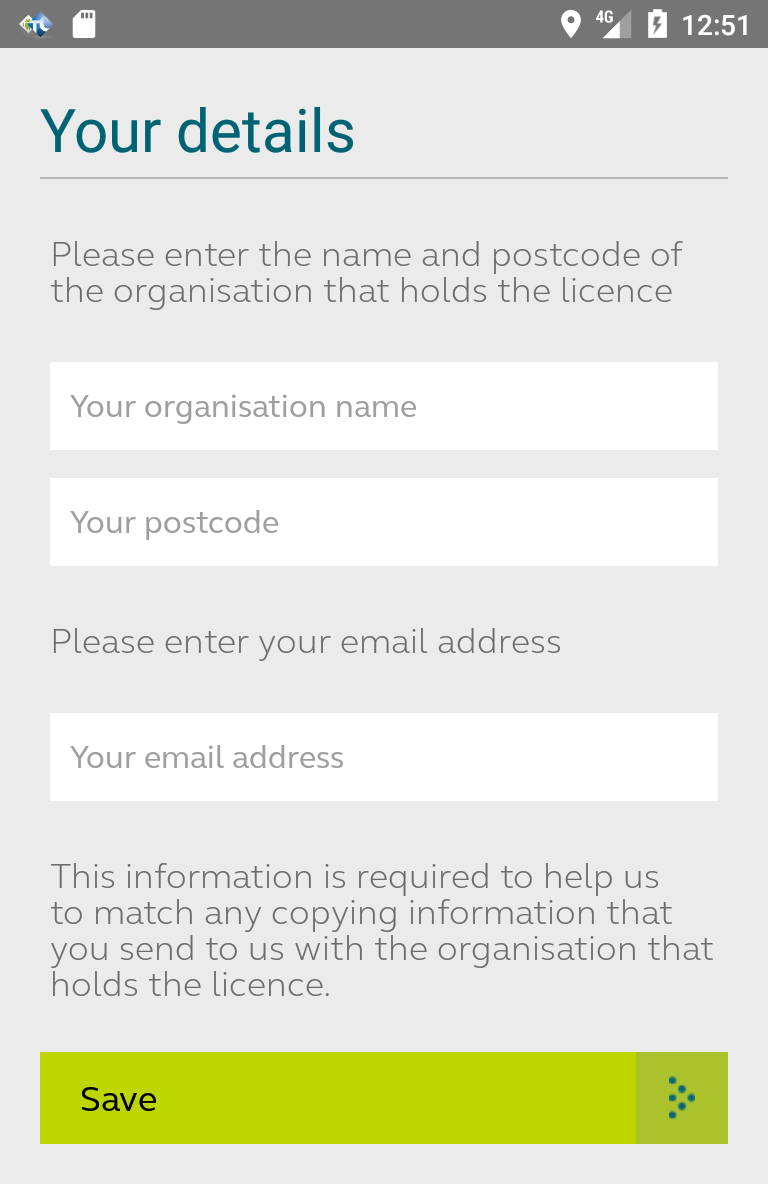 4G 12:51
Your details
Please enter the name and postcode of
the organisation that holds the licence
Your organisation name
Your postcode
Please enter your email address
Your email address
This information is required to help us
to match any copying information that
you send to us with the organisation that
holds the licence.
Save